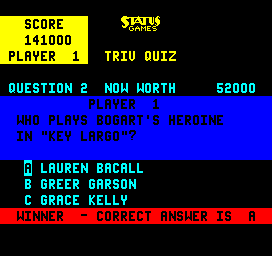 SCORE
141000
PLAYER 1
STATUS
GAMES
TRIV QUIZ
QUESTION 2 NOW WORTH 52000
PLAYER 1
WHO PLAYS BOGART'S HEROINE
IN "KEY LARGO"?
A LAUREN BACALL
B GREER GARSON
C GRACE KELLY
WINNER - CORRECT ANSWER IS A